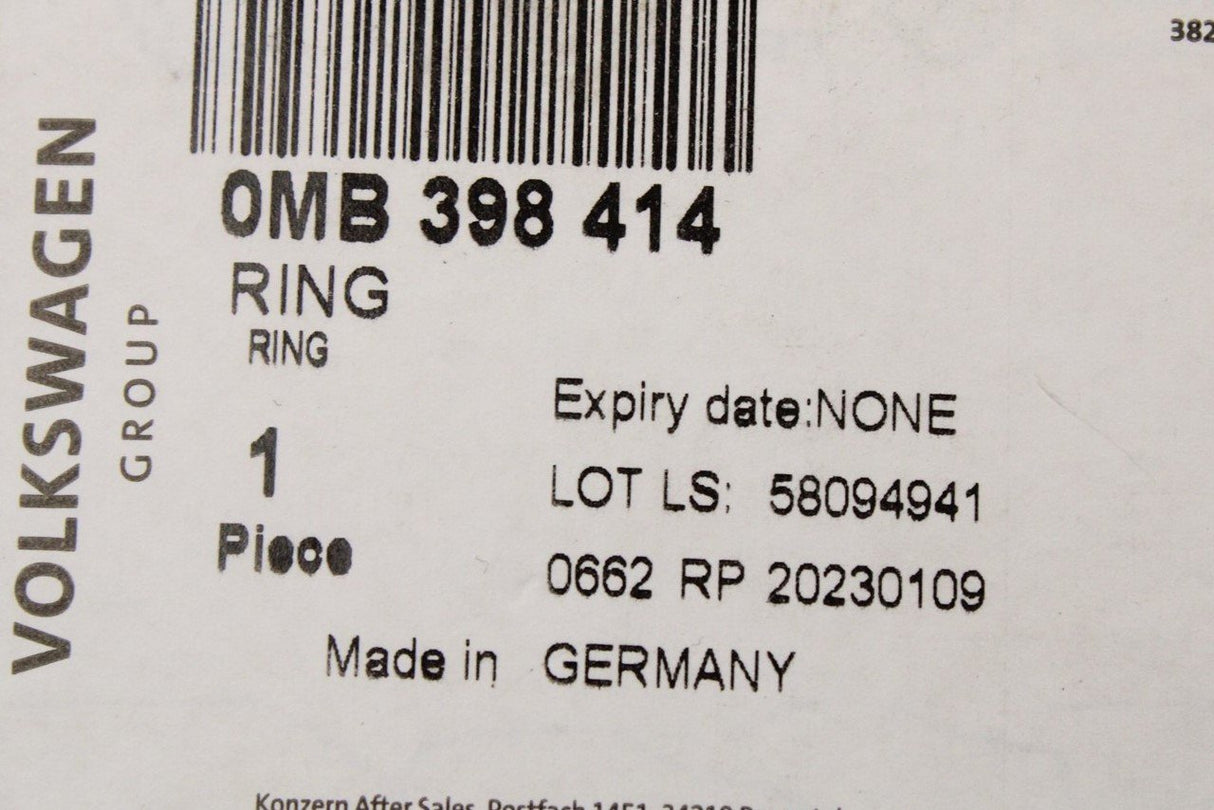 382
VOLKSWAGEN
GROUP
0MB 398 414
RING
RING
1
Piece
Expiry date:NONE
LOT LS: 58094941
0662 RP 20230109
Made in GERMANY
Konzern After Sales, Postfach